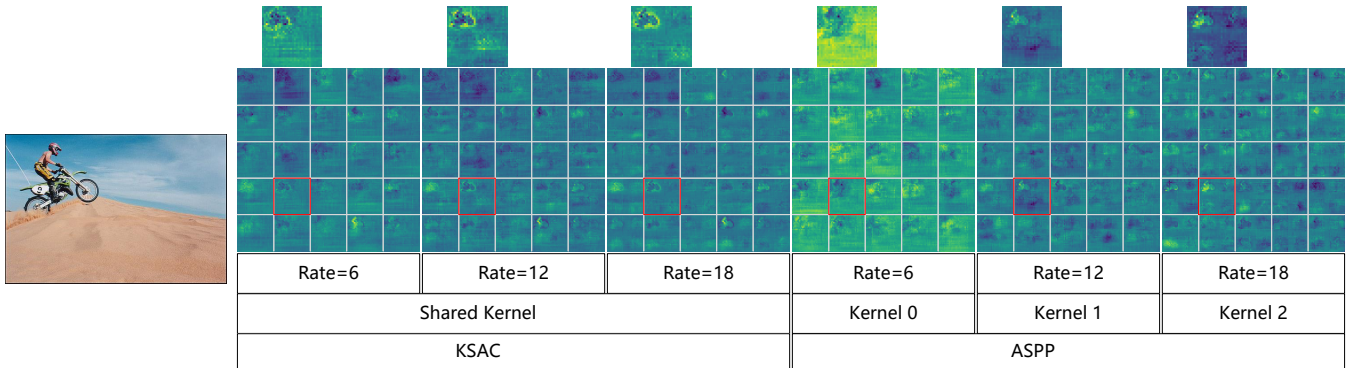 Rate=6 Rate=12 Rate=18 Rate=6 Rate=12 Rate=18
Shared Kernel Kernel 0 Kernel 1 Kernel 2
KSAC ASPP